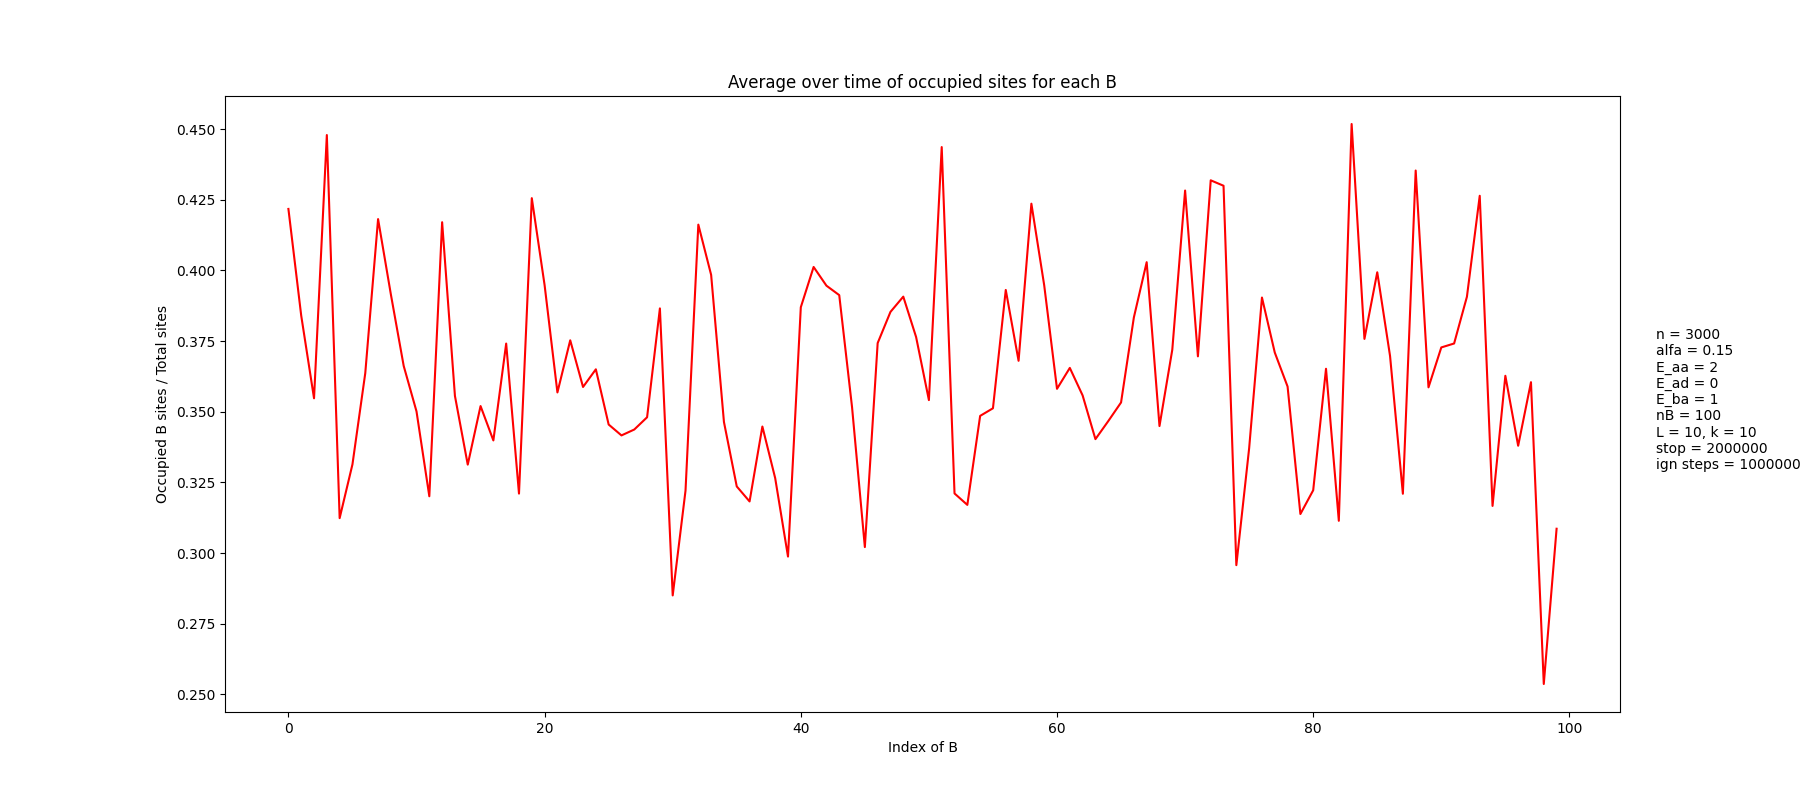 Average over time of occupied sites for each B
0.450
0.425
0.400
0.375
0.350
0.325
0.300
0.275
0.250
Occupied B sites / Total sites
0 20 40 60 80 100
Index of B
n = 3000
alfa = 0.15
E_aa = 2
E_ad = 0
E_ba = 1
nB = 100
L = 10, k = 10
stop = 2000000
ign steps = 1000000